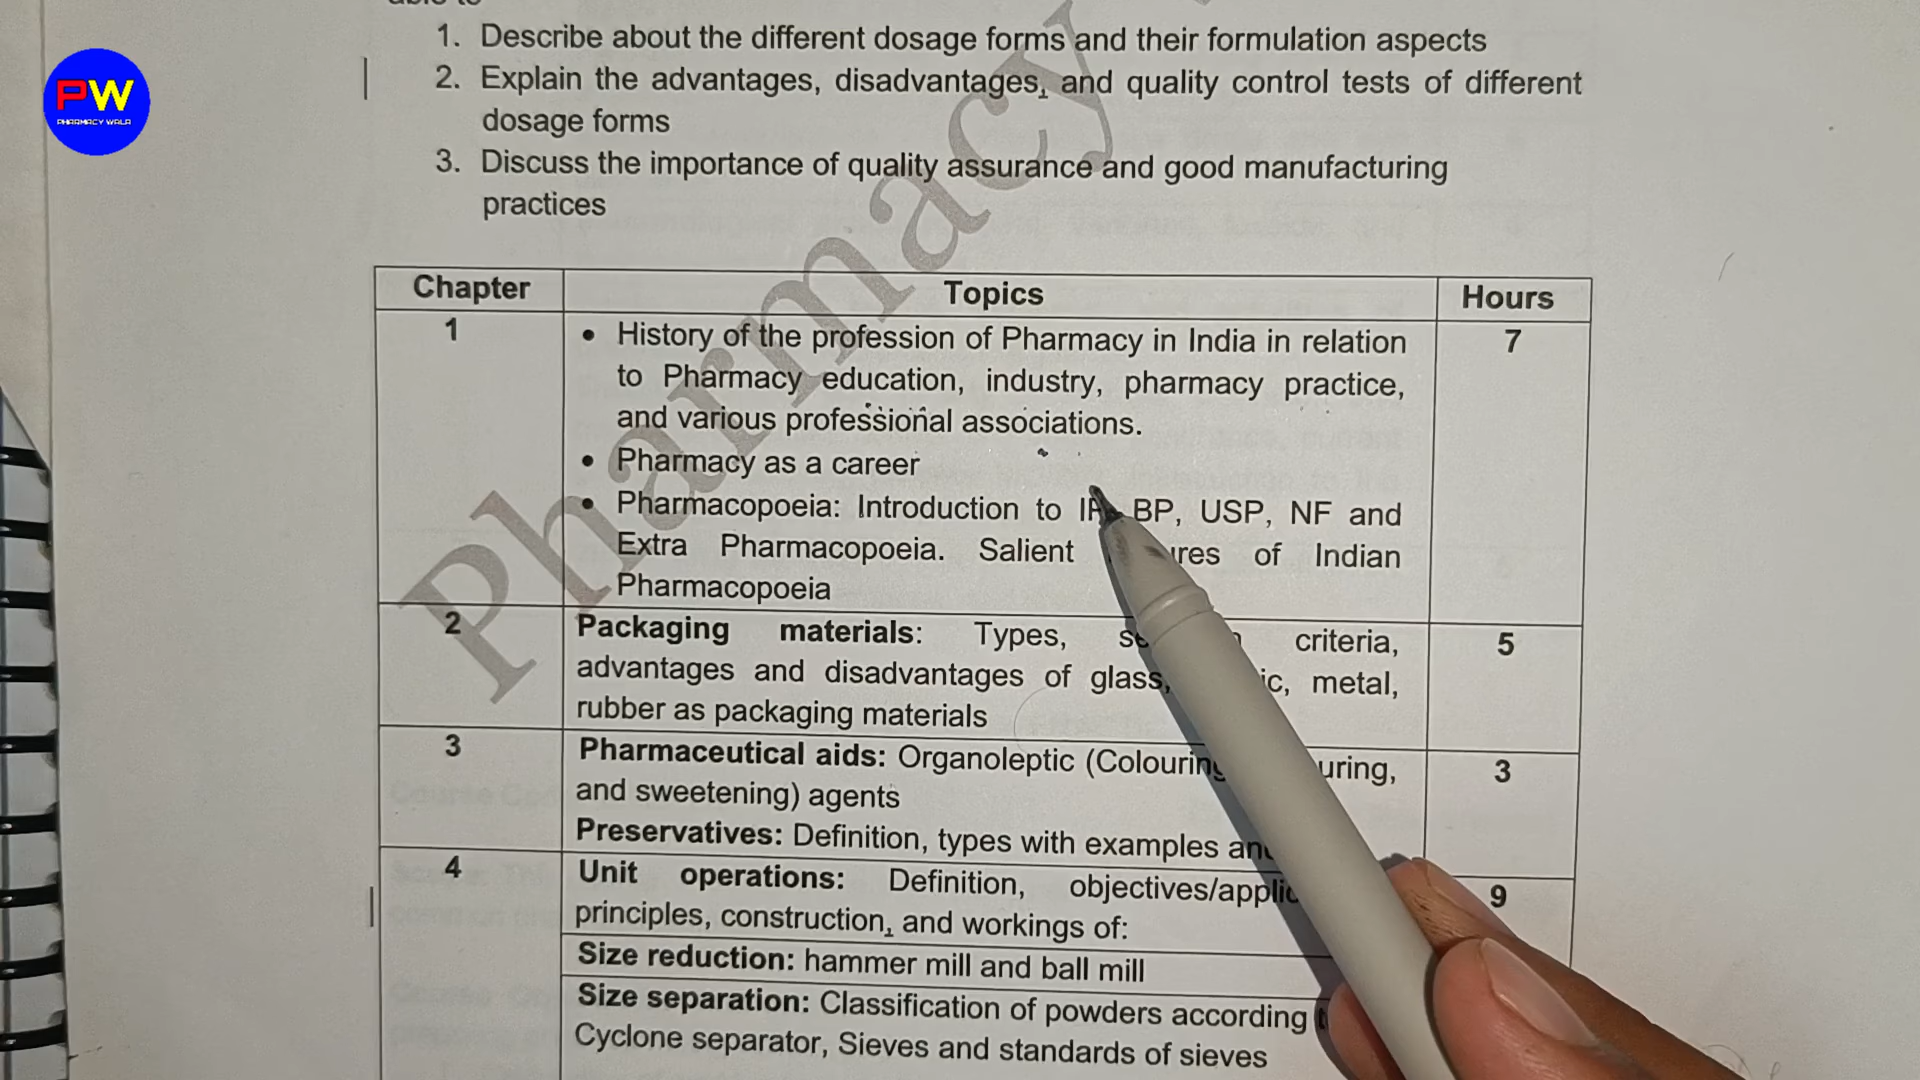 able to
1. Describe about the different dosage forms and their formulation aspects
2. Explain the advantages, disadvantages, and quality control tests of different
dosage forms
3. Discuss the importance of quality assurance and good manufacturing
practices
PW
PHARMACY WALA
Pharmacy
Chapter Topics Hours
1 • History of the profession of Pharmacy in India in relation 7
to Pharmacy education, industry, pharmacy practice,
and various professional associations.
• Pharmacy as a career
• Pharmacopoeia: Introduction to BP, USP, NF and
Extra Pharmacopoeia. Salient of Indian
Pharmacopoeia
2 Packaging materials: Types, criteria, 5
advantages and disadvantages of glass, metal,
rubber as packaging materials
3 Pharmaceutical aids: Organoleptic (Colouring, 3
and sweetening) agents
Preservatives: Definition, types with examples and
4 Unit operations: Definition, 9
principles, construction, and workings of:
Size reduction: hammer mill and ball mill
Size separation: Classification of powders according
Cyclone separator, Sieves and standards of sieves